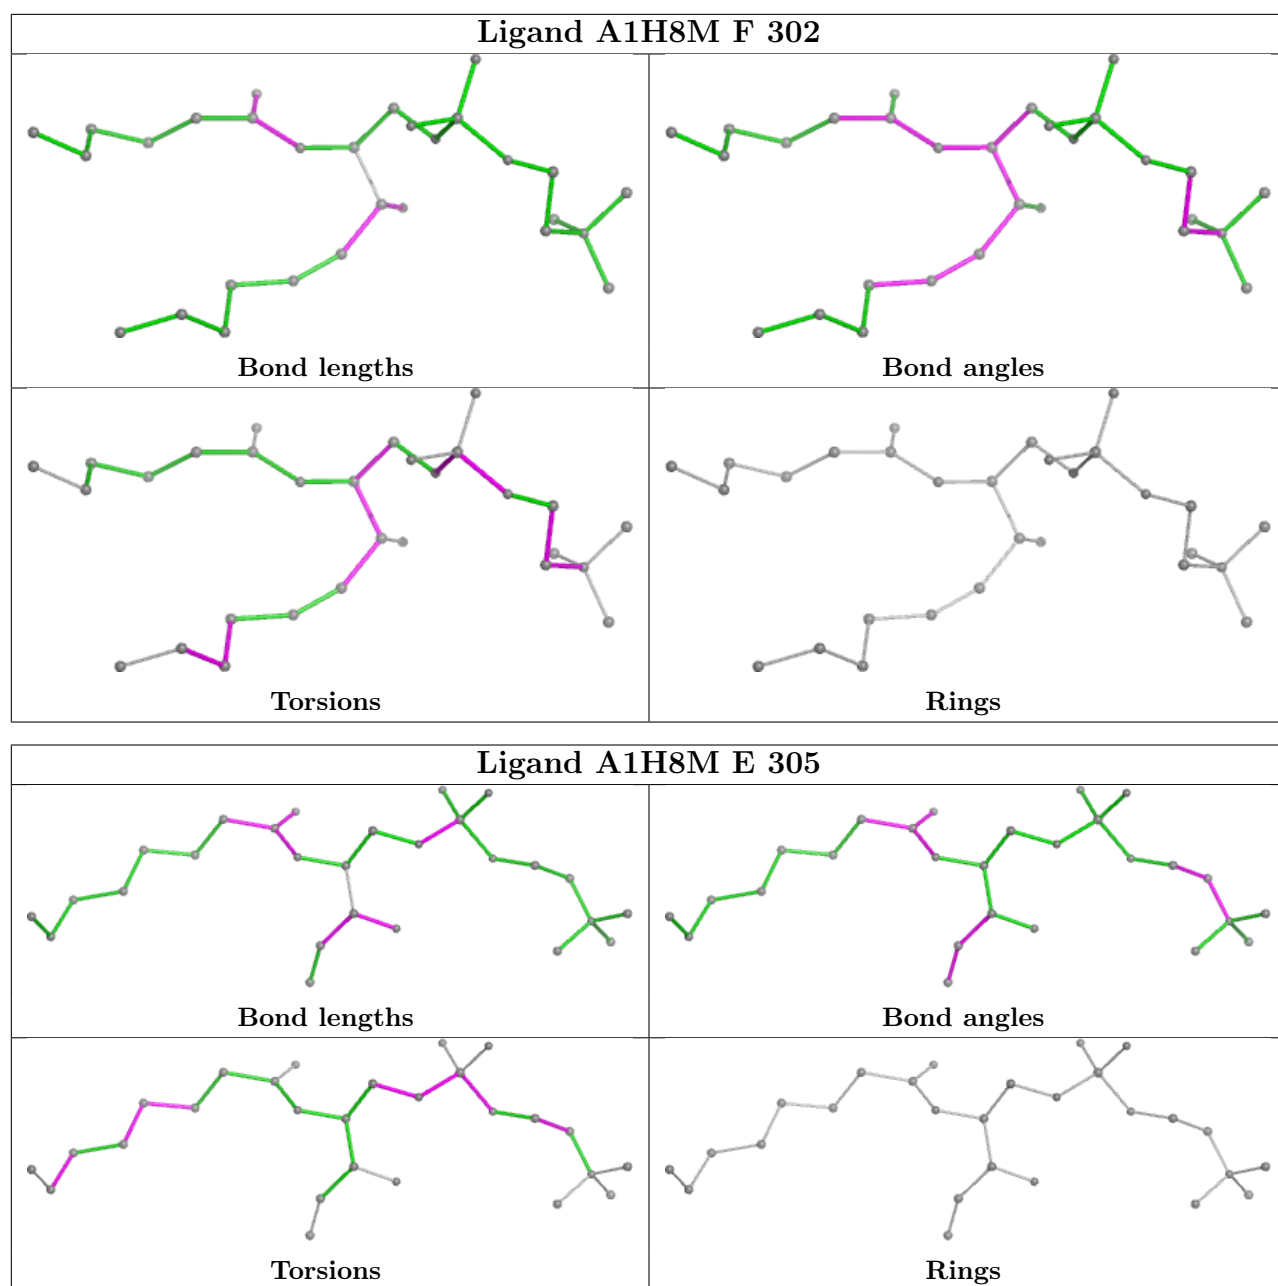 Ligand A1H8M F 302
Bond lengths
Bond angles
Torsions
Rings
Ligand A1H8M E 305
Bond lengths
Bond angles
Torsions
Rings